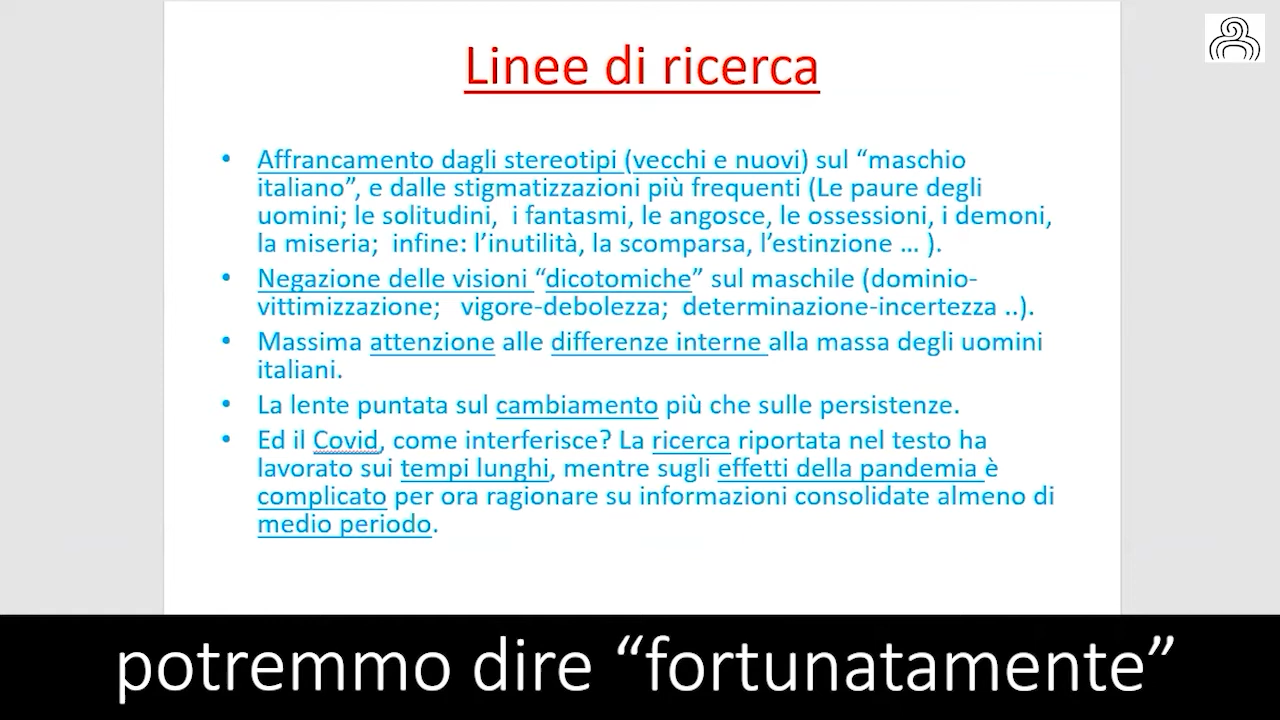 Linee di ricerca
• Affrancamento dagli stereotipi (vecchi e nuovi) sul “maschio
italiano”, e dalle stigmatizzazioni più frequenti (Le paure degli
uomini; le solitudini, i fantasmi, le angosce, le ossessioni, i demoni,
la miseria; infine: l’inutilità, la scomparsa, l’estinzione … ).
• Negazione delle visioni “dicotomiche” sul maschile (dominio-
vittimizzazione; vigore-debolezza; determinazione-incertezza ..).
• Massima attenzione alle differenze interne alla massa degli uomini
italiani.
• La lente puntata sul cambiamento più che sulle persistenze.
• Ed il Covid, come interferisce? La ricerca riportata nel testo ha
lavorato sui tempi lunghi, mentre sugli effetti della pandemia è
complicato per ora ragionare su informazioni consolidate almeno di
medio periodo.
potremmo dire “fortunatamente”